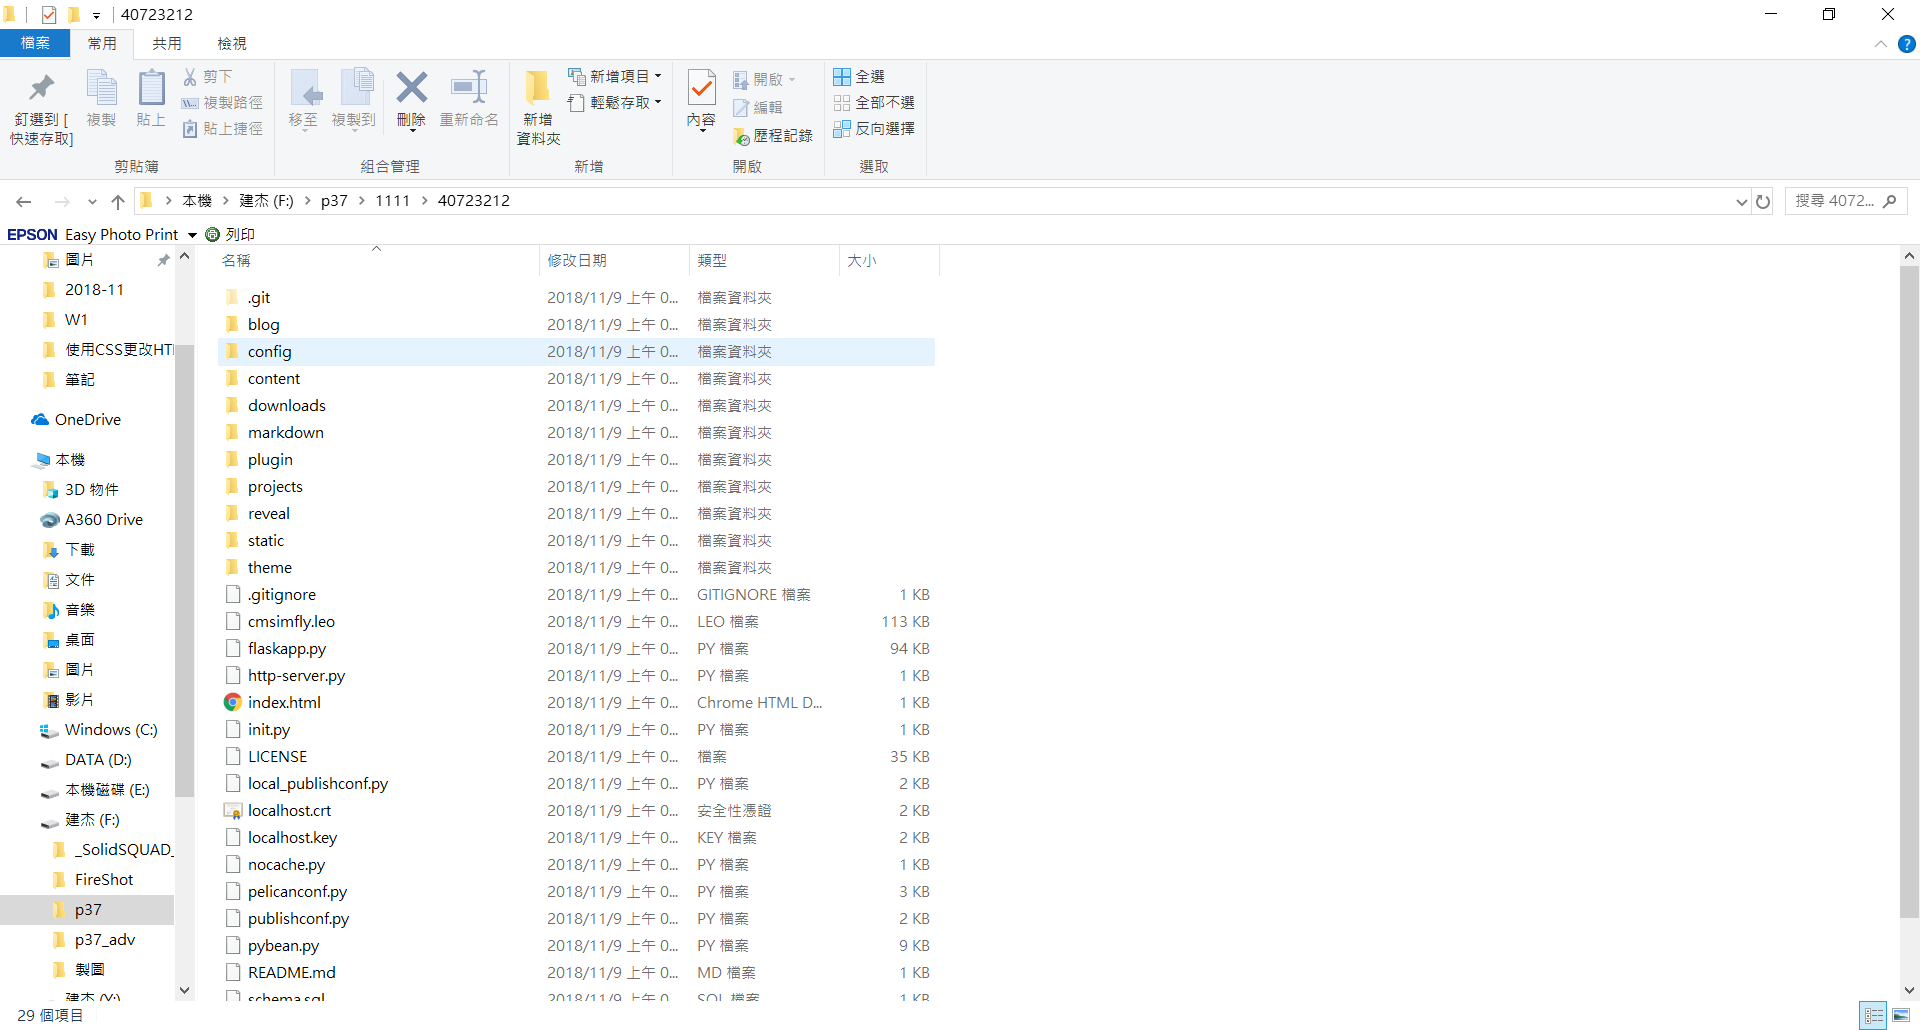 40723212
檔案 常用 共用 檢視
釘選到 [
快速存取]
複製
貼上
剪下
複製路徑
貼上捷徑
剪貼簿
移至
複製到
刪除
重新命名
組合管理
新增
資料夾
新增項目
輕鬆存取
新增
內容
開啟
編輯
歷程記錄
開啟
全選
全部不選
反向選擇
選取
本機 > 建杰 (F:) > p37 > 1111 > 40723212
搜尋 4072...
EPSON Easy Photo Print 列印
圖片
2018-11
W1
使用CSS更改HT
筆記
OneDrive
本機
3D 物件
A360 Drive
下載
文件
音樂
桌面
圖片
影片
Windows (C:)
DATA (D:)
本機磁碟 (E:)
建杰 (F:)
_SolidSQUAD_
FireShot
p37
p37_adv
製圖
建杰 (Y:)
名稱 修改日期 類型 大小
.git 2018/11/9 上午 0... 檔案資料夾
blog 2018/11/9 上午 0... 檔案資料夾
config 2018/11/9 上午 0... 檔案資料夾
content 2018/11/9 上午 0... 檔案資料夾
downloads 2018/11/9 上午 0... 檔案資料夾
markdown 2018/11/9 上午 0... 檔案資料夾
plugin 2018/11/9 上午 0... 檔案資料夾
projects 2018/11/9 上午 0... 檔案資料夾
reveal 2018/11/9 上午 0... 檔案資料夾
static 2018/11/9 上午 0... 檔案資料夾
theme 2018/11/9 上午 0... 檔案資料夾
.gitignore 2018/11/9 上午 0... GITIGNORE 檔案 1 KB
cmsimfly.leo 2018/11/9 上午 0... LEO 檔案 113 KB
flaskapp.py 2018/11/9 上午 0... PY 檔案 94 KB
http-server.py 2018/11/9 上午 0... PY 檔案 1 KB
index.html 2018/11/9 上午 0... Chrome HTML D... 1 KB
init.py 2018/11/9 上午 0... PY 檔案 1 KB
LICENSE 2018/11/9 上午 0... 檔案 35 KB
local_publishconf.py 2018/11/9 上午 0... PY 檔案 2 KB
localhost.crt 2018/11/9 上午 0... 安全性憑證 2 KB
localhost.key 2018/11/9 上午 0... KEY 檔案 2 KB
nocache.py 2018/11/9 上午 0... PY 檔案 1 KB
pelicanconf.py 2018/11/9 上午 0... PY 檔案 3 KB
publishconf.py 2018/11/9 上午 0... PY 檔案 2 KB
pybean.py 2018/11/9 上午 0... PY 檔案 9 KB
README.md 2018/11/9 上午 0... MD 檔案 1 KB
schema.sql 2018/11/9 上午 0... SQL 檔案 1 KB
29 個項目